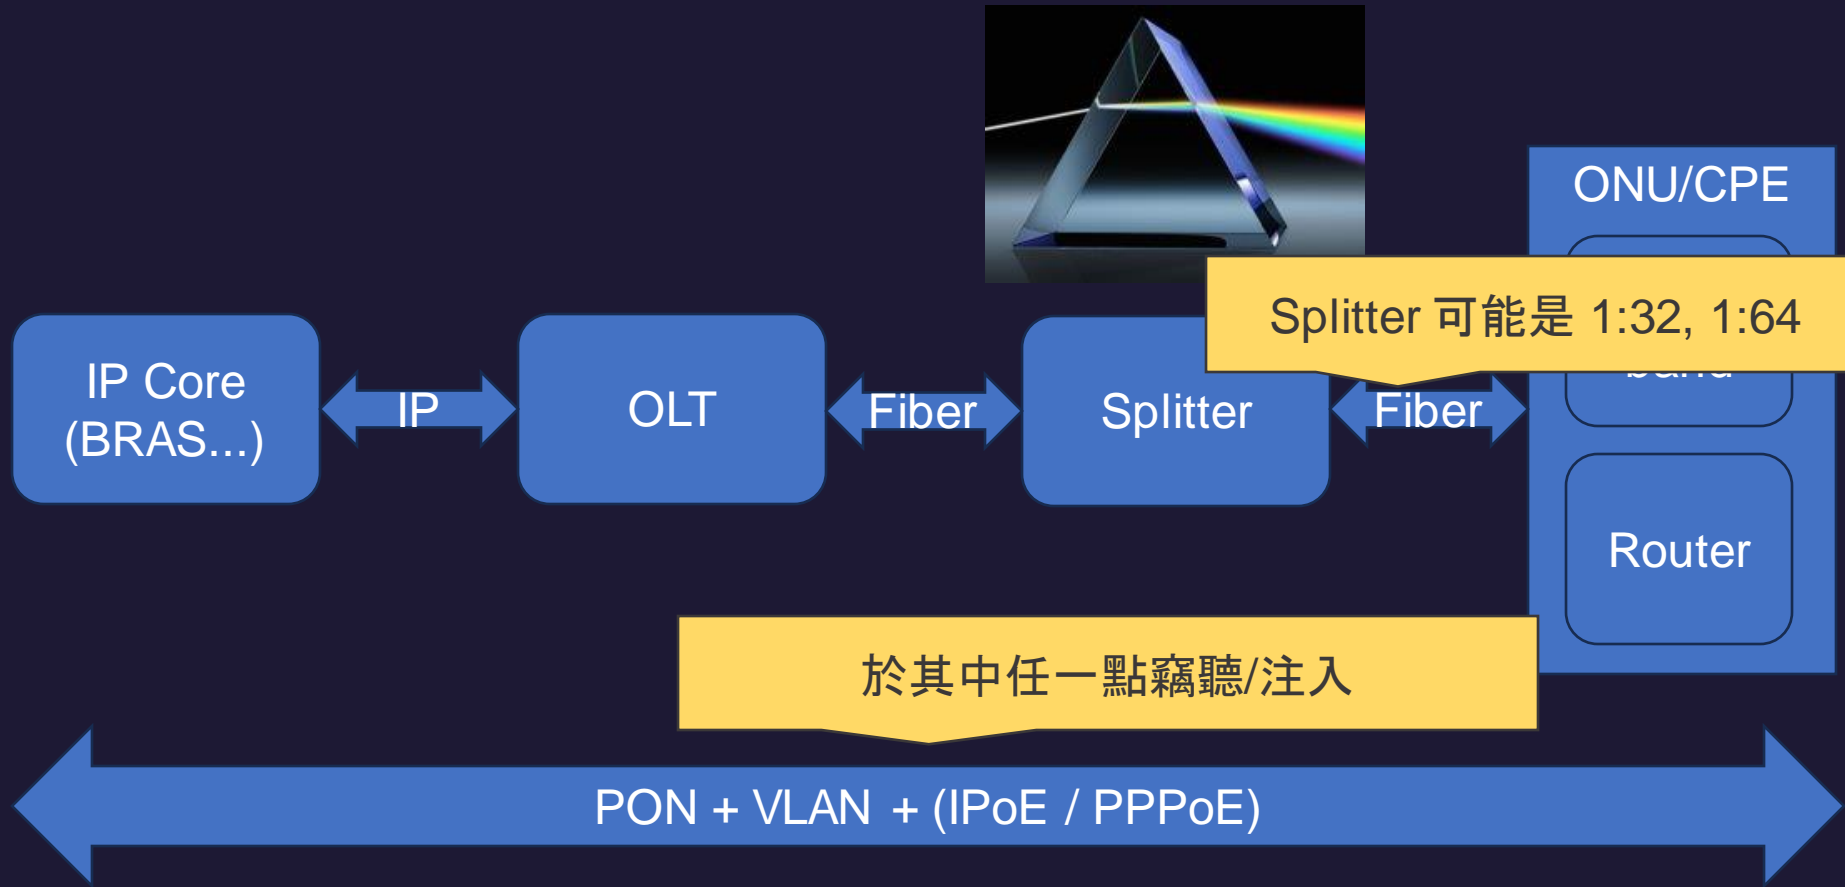 ONU/CPE
Splitter 可能是 1:32, 1:64
IP Core
(BRAS...)
IP
OLT
Fiber
Splitter
Fiber
Router
於其中任一點竊聽/注入
PON + VLAN + (IPoE / PPPoE)